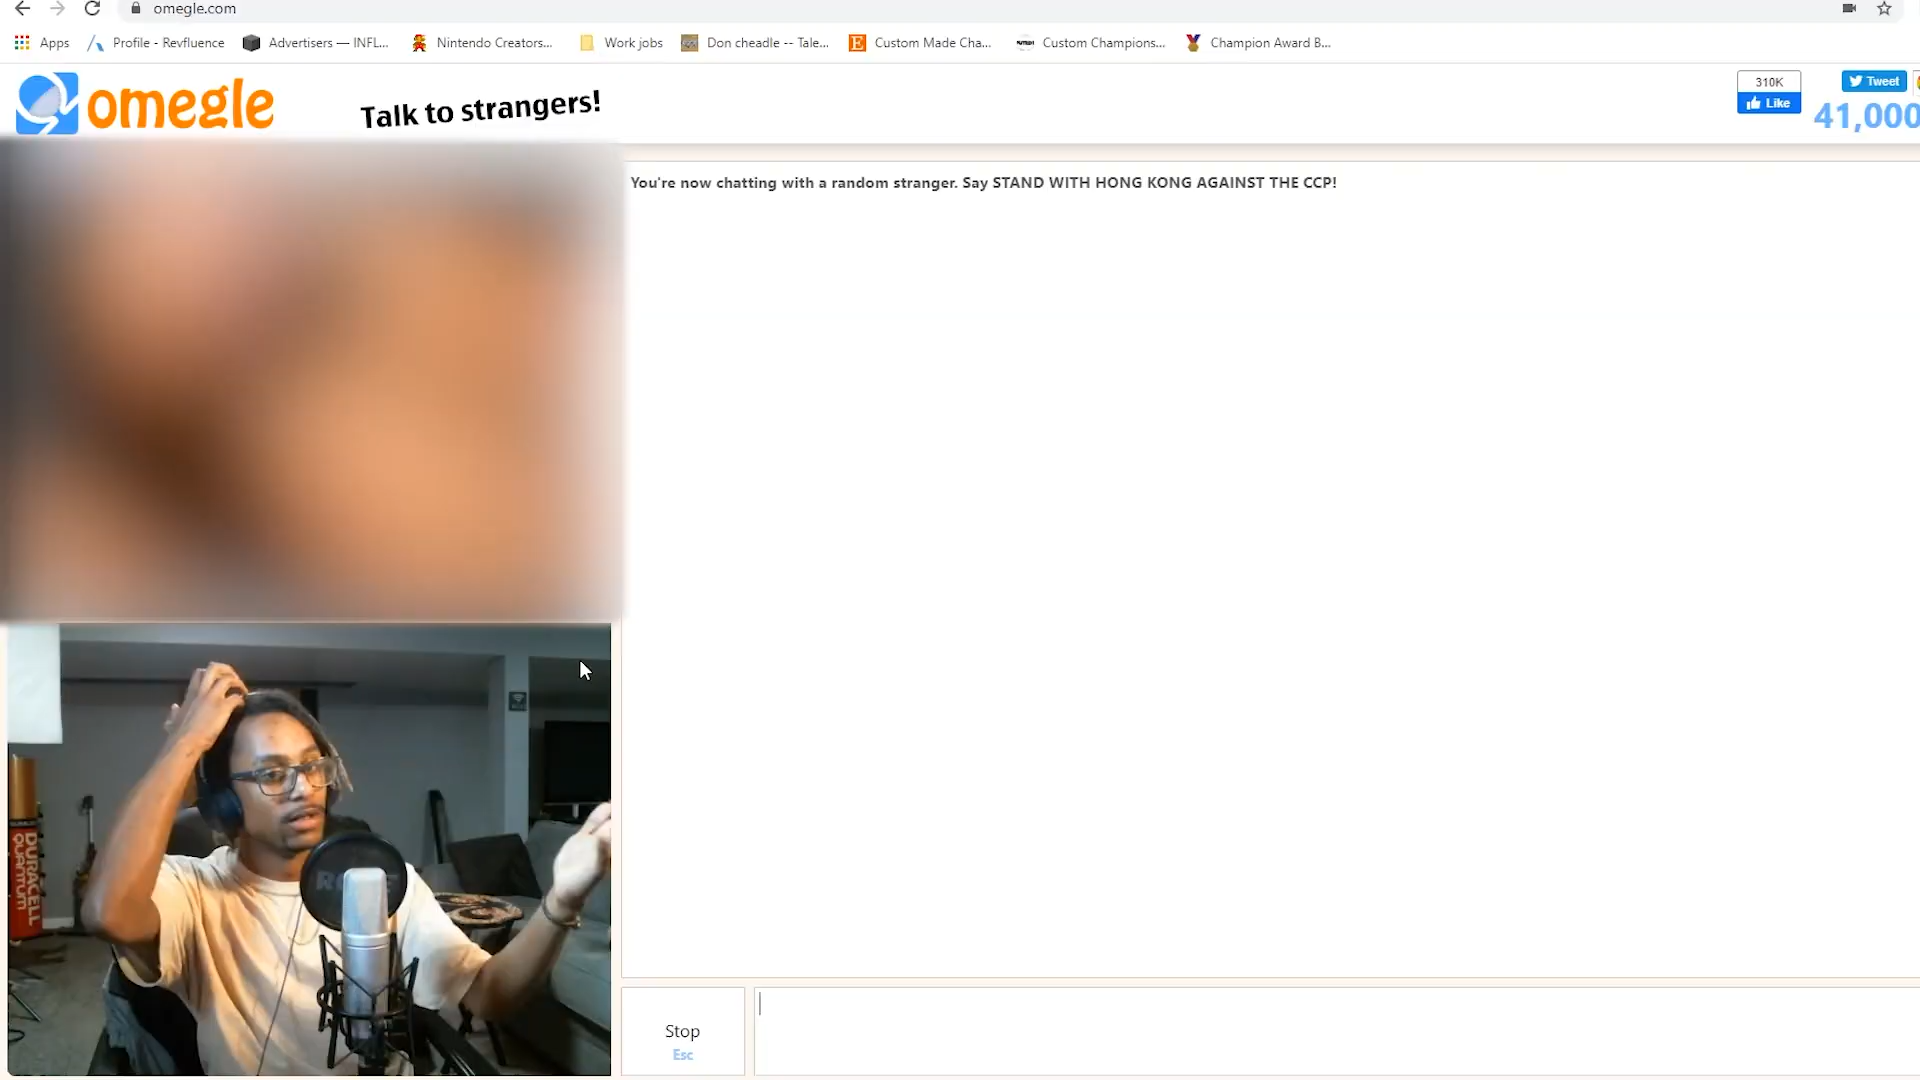 omegle.com
Apps
Profile - Revfluence
Advertisers — INFL...
Nintendo Creators...
Work jobs
Don cheadle -- Tale...
Custom Made Cha...
Custom Champions...
Champion Award B...
omegle
Talk to strangers!
310K
Like
Tweet
41,000
You're now chatting with a random stranger. Say STAND WITH HONG KONG AGAINST THE CCP!
DURACELL
QUANTUM
Stop
Esc